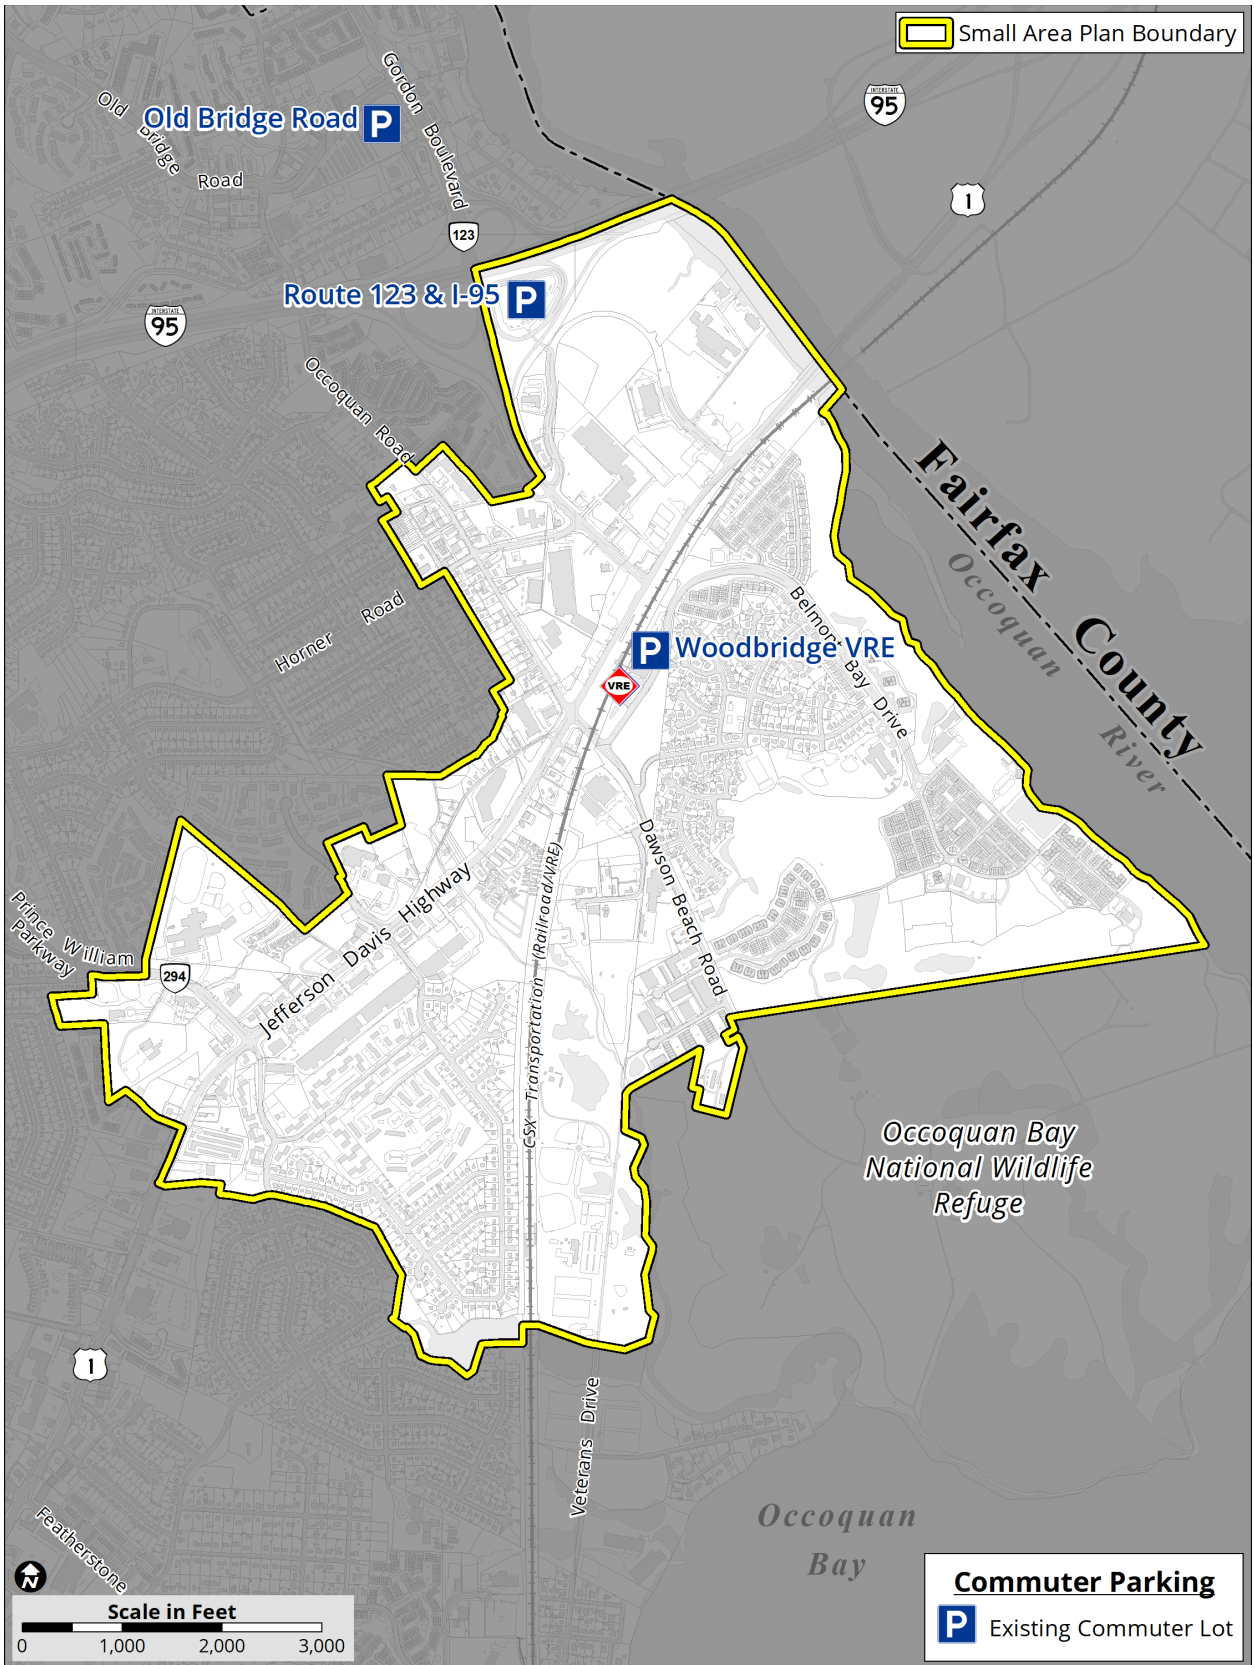 Small Area Plan Boundary
Gordon Boulevard
INTERSTATE
95
Old Bridge Road
P
Old Bridge Road
1
123
Route 123 & I-95
P
INTERSTATE
95
Occoquan Road
Fairfax County
Occoquan River
Horner Road
Belmont Bay Drive
P
Woodbridge VRE
VRE
Dawson Beach Road
Jefferson Davis Highway
CSX Transportation (Railroad/VRE)
Prince William
Parkway
294
Occoquan Bay
National Wildlife
Refuge
1
Veterans Drive
Featherstone
Occoquan
Bay
N
Scale in Feet
0 1,000 2,000 3,000
Commuter Parking
P
Existing Commuter Lot